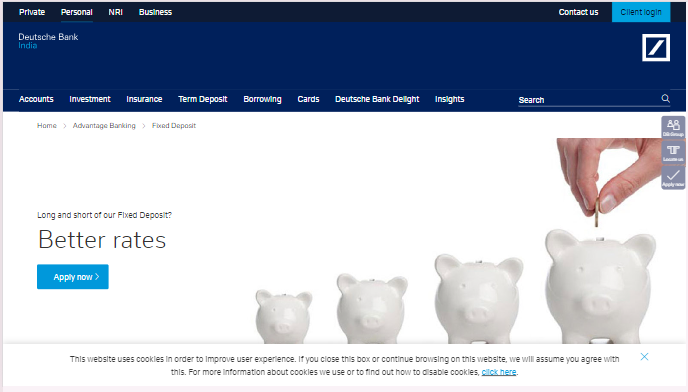 Private Personal NRI Business Contact us Client login
Deutsche Bank
India
Accounts Investment Insurance Term Deposit Borrowing Cards Deutsche Bank Delight Insights Search
Home > Advantage Banking > Fixed Deposit
DB Group
Locate us
Apply now
Long and short of our Fixed Deposit?
Better rates
Apply now >
This website uses cookies in order to improve user experience. If you close this box or continue browsing on this website, we will assume you agree with
this. For more information about cookies we use or to find out how to disable cookies, click here.